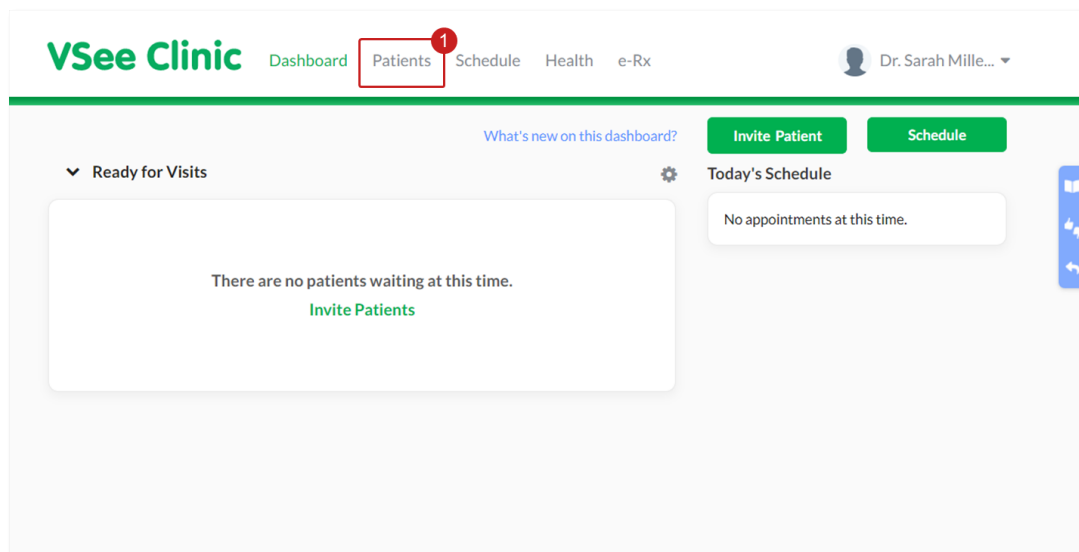 VSee Clinic Dashboard Patients Schedule Health e-Rx Dr. Sarah Mille...
1
What's new on this dashboard? Invite Patient Schedule
Ready for Visits
Today's Schedule
No appointments at this time.
There are no patients waiting at this time.
Invite Patients